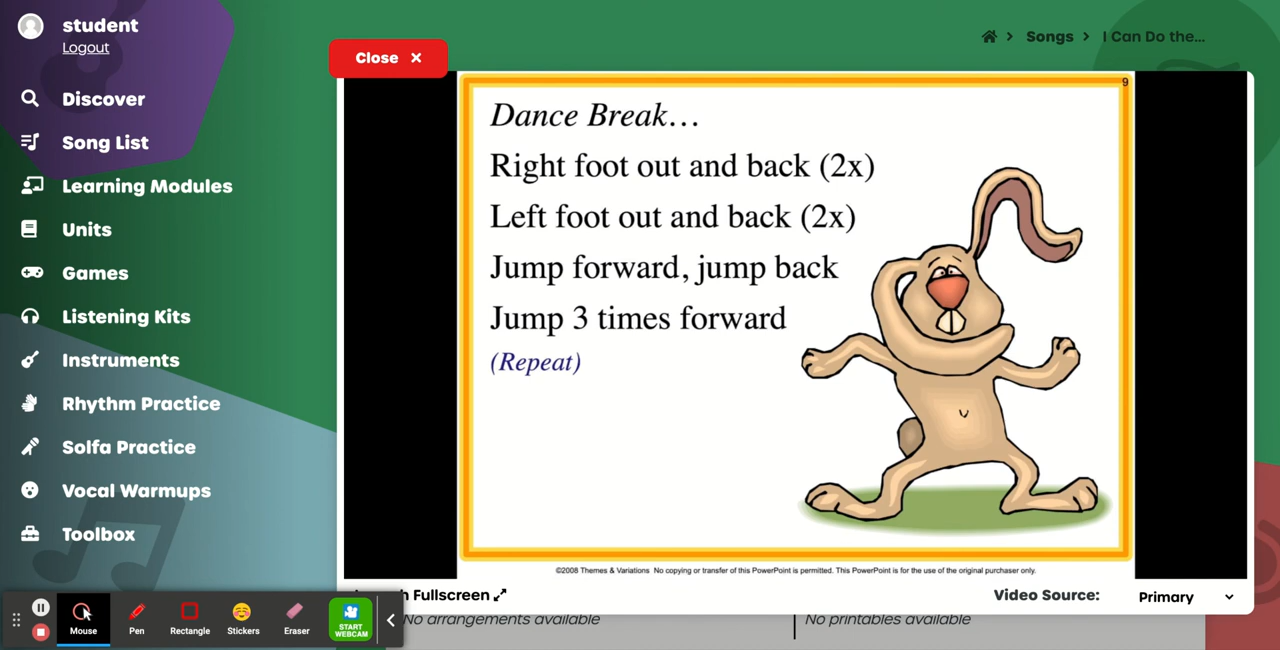 student
Logout
Discover
Song List
Learning Modules
Units
Games
Listening Kits
Instruments
Rhythm Practice
Solfa Practice
Vocal Warmups
Toolbox
Songs
I Can Do the...
Close
9
Dance Break...
Right foot out and back (2x)
Left foot out and back (2x)
Jump forward, jump back
Jump 3 times forward
(Repeat)
©2008 Themes & Variations No copying or transfer of this PowerPoint is permitted. This PowerPoint is for the use of the original purchaser only.
Fullscreen
Video Source: Primary
No arrangements available
No printables available
Mouse
Pen
Rectangle
Stickers
Eraser
START
WEBCAM